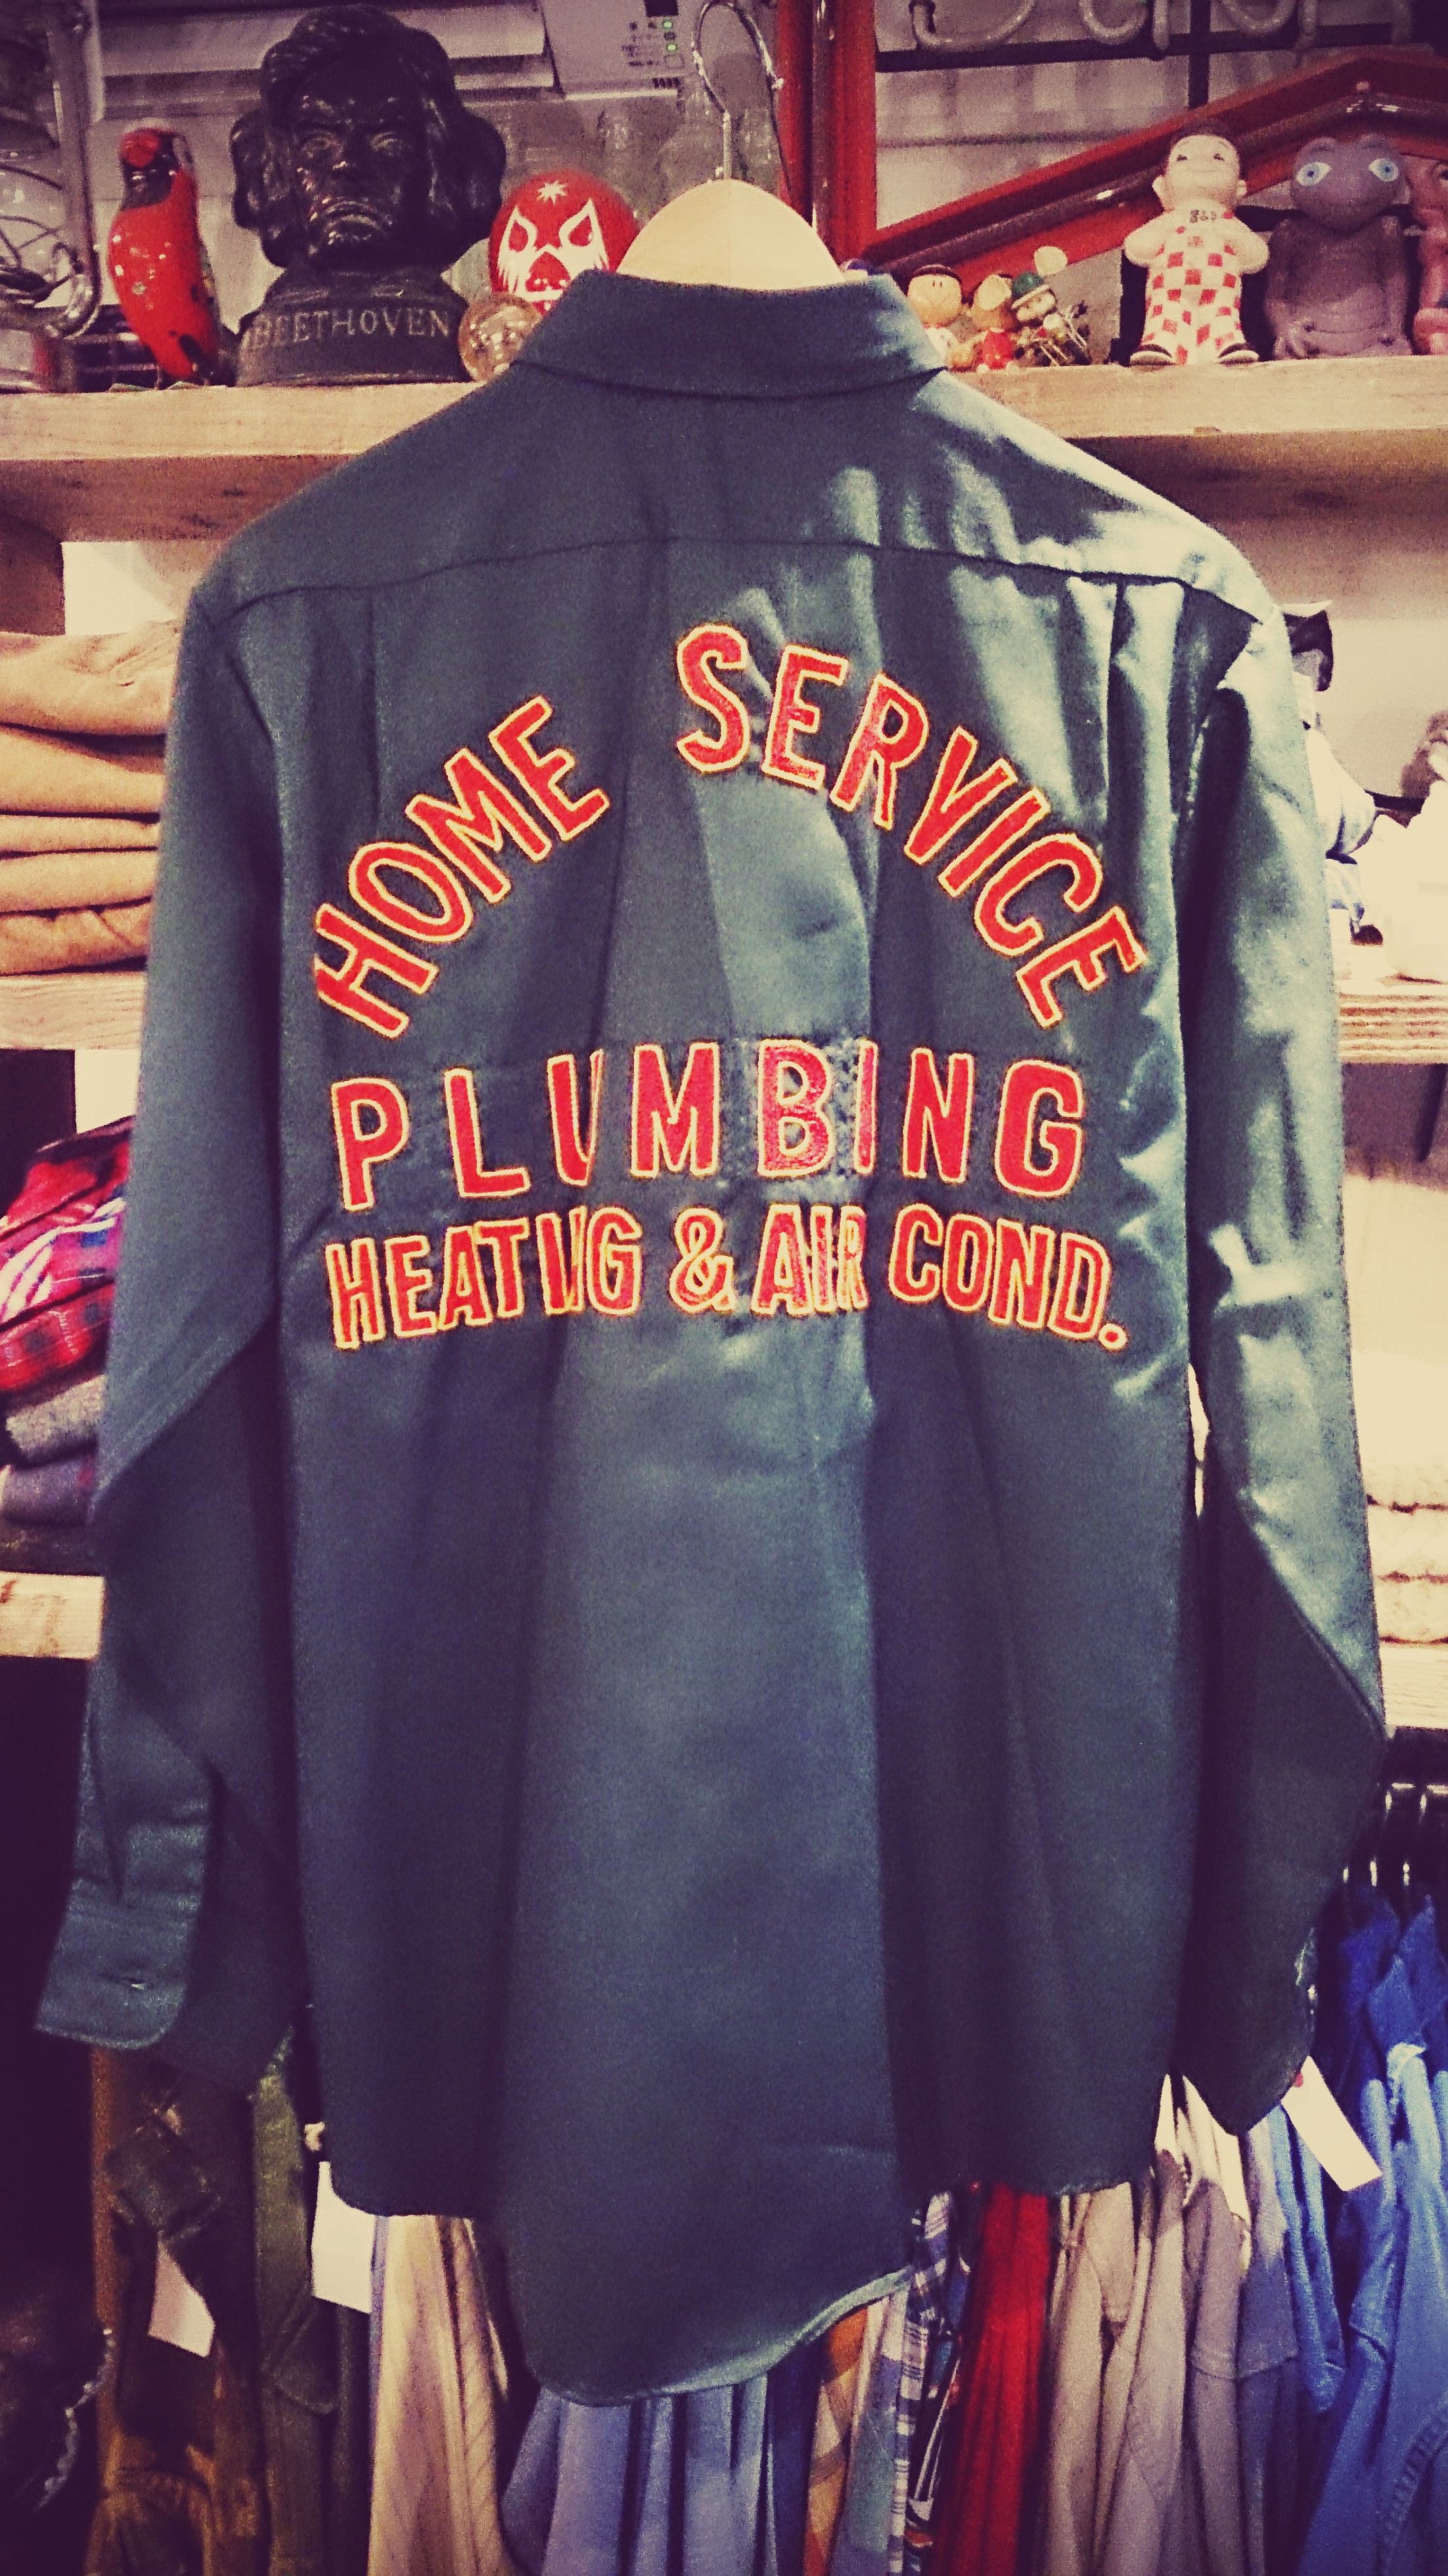 BEETHOVEN
HOME SERVICE
PLUMBING
HEATING & AIR COND.